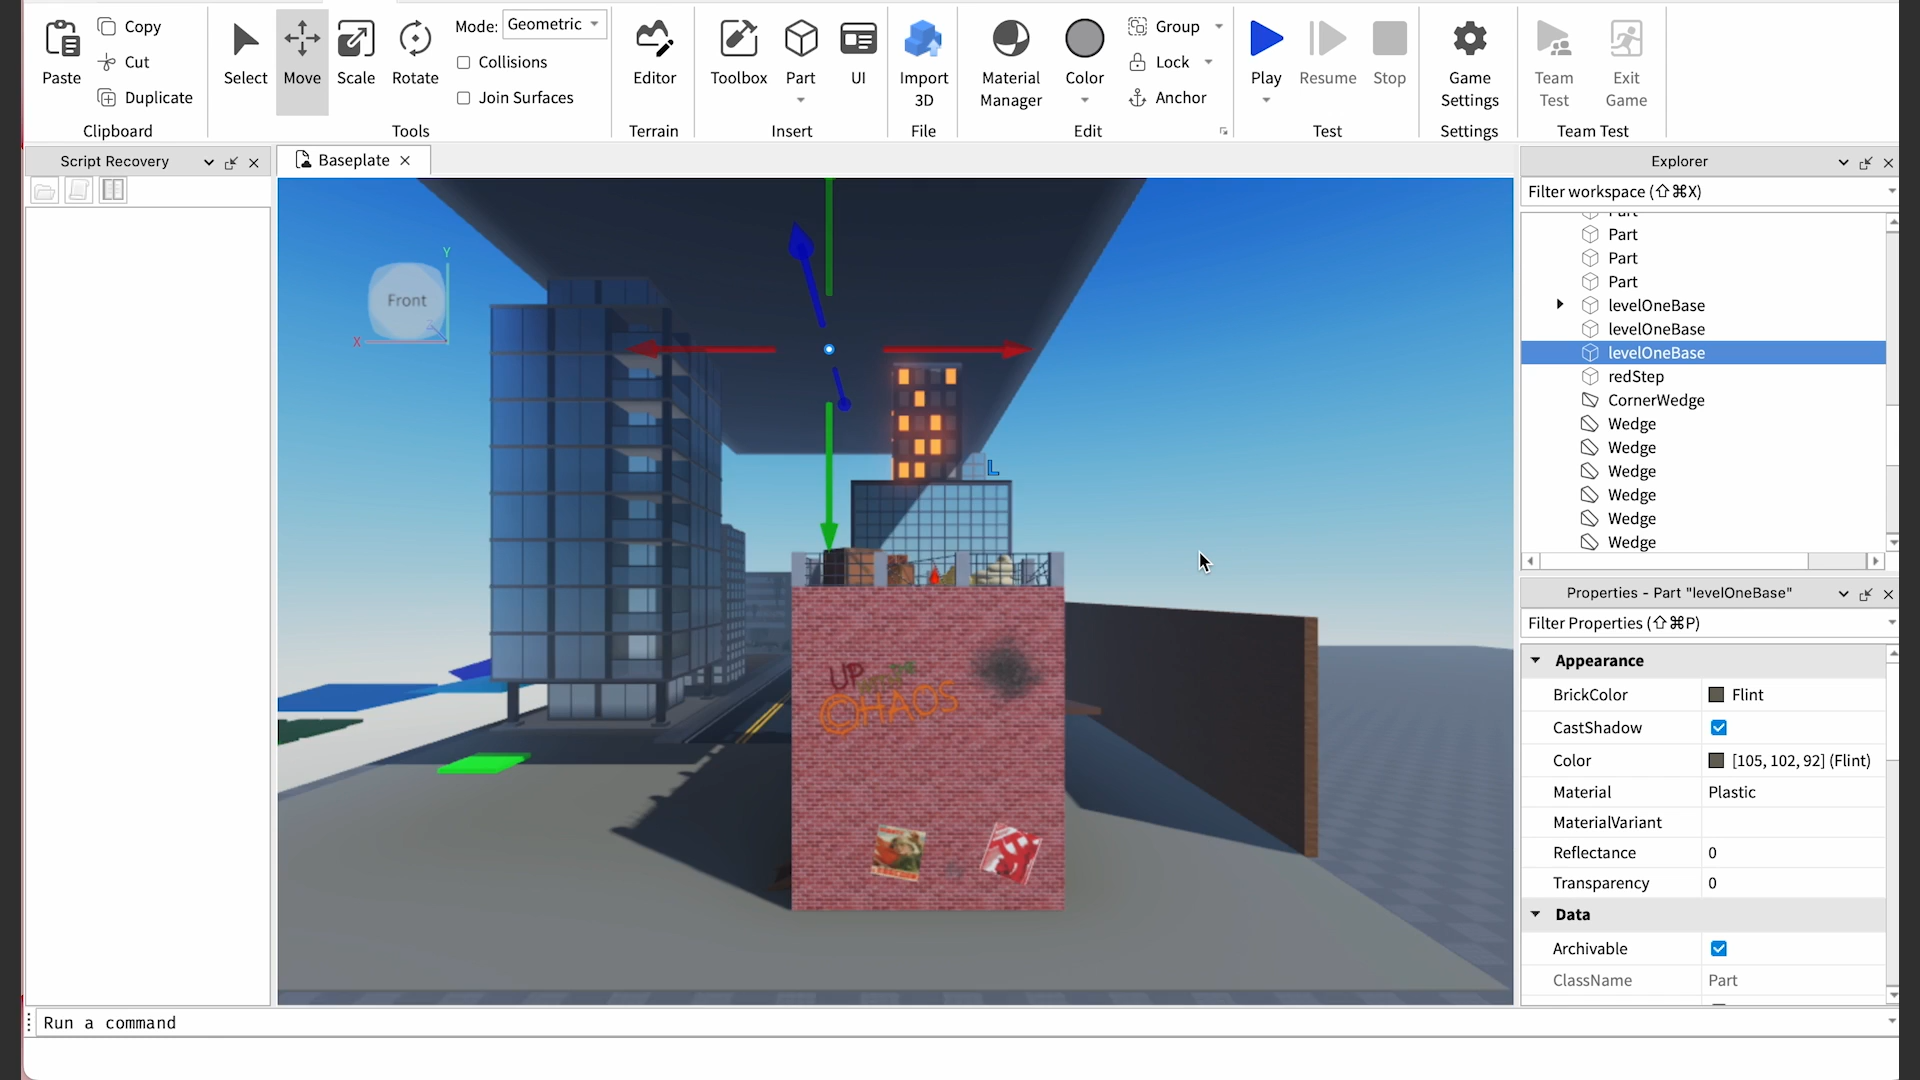 Paste
Copy
Cut
Duplicate
Clipboard
Select
Move
Scale
Rotate
Mode: Geometric
Collisions
Join Surfaces
Tools
Editor
Terrain
Toolbox
Part
UI
Insert
Import
3D
File
Material
Manager
Color
Group
Lock
Anchor
Edit
Play
Resume
Stop
Test
Game
Settings
Settings
Team
Test
Exit
Game
Team Test
Script Recovery
Baseplate
Front
Y
X
L
UP
CHAOS
Explorer
Filter workspace (⇧⌘X)
Part
Part
Part
Part
levelOneBase
levelOneBase
levelOneBase
redStep
CornerWedge
Wedge
Wedge
Wedge
Wedge
Wedge
Wedge
Properties - Part "levelOneBase"
Filter Properties (⇧⌘P)
Appearance
BrickColor Flint
CastShadow
Color [105, 102, 92] (Flint)
Material Plastic
MaterialVariant
Reflectance 0
Transparency 0
Data
Archivable
ClassName Part
Run a command